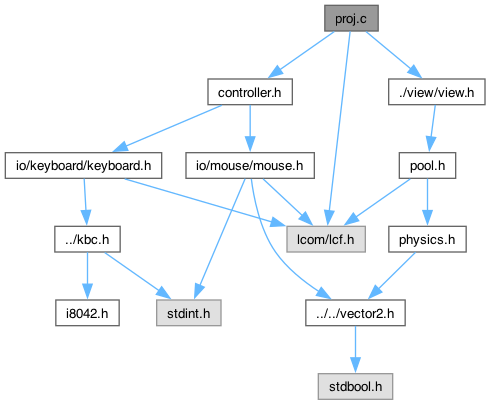 proj.c
controller.h
./view/view.h
io/keyboard/keyboard.h
io/mouse/mouse.h
pool.h
../kbc.h
lcom/lcf.h
physics.h
i8042.h
stdint.h
../../vector2.h
stdbool.h